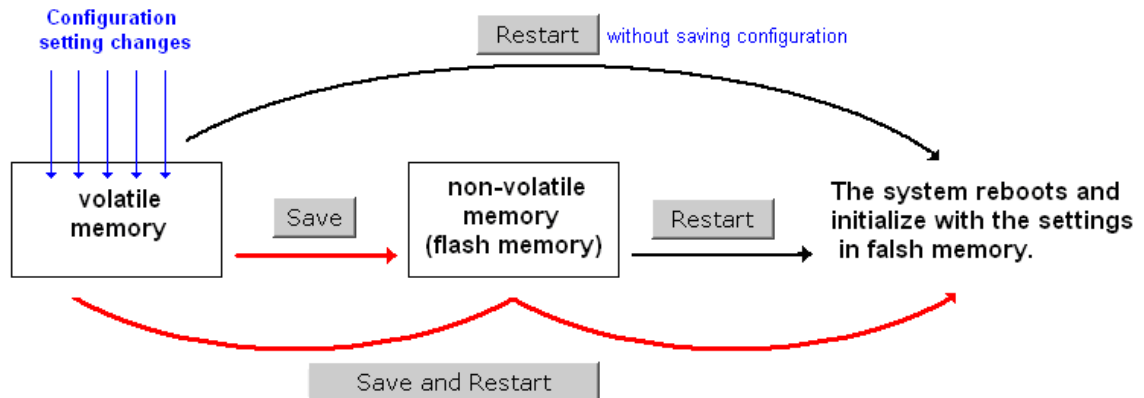 Configuration
setting changes
Restart
without saving configuration
volatile
memory
Save
non-volatile
memory
(flash memory)
Restart
The system reboots and
initialize with the settings
in falsh memory.
Save and Restart